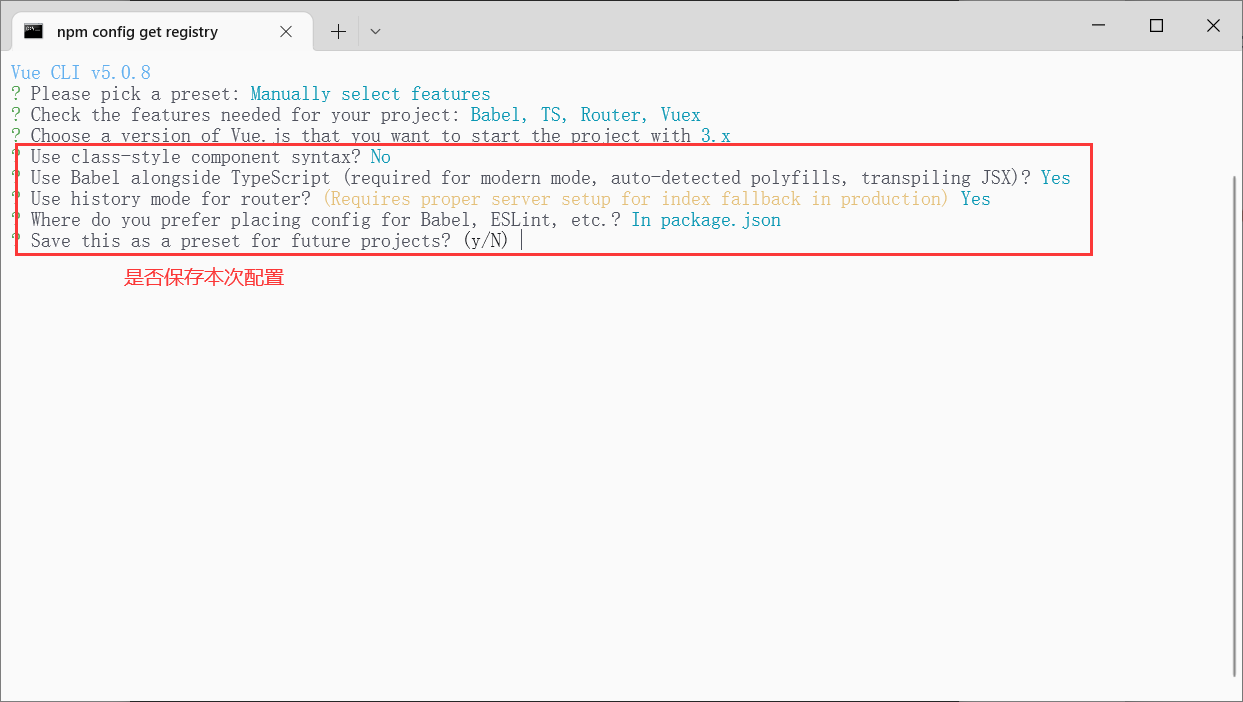 npm config get registry
Vue CLI v5.0.8
? Please pick a preset: Manually select features
? Check the features needed for your project: Babel, TS, Router, Vuex
? Choose a version of Vue.js that you want to start the project with 3.x
? Use class-style component syntax? No
? Use Babel alongside TypeScript (required for modern mode, auto-detected polyfills, transpiling JSX)? Yes
? Use history mode for router? (Requires proper server setup for index fallback in production) Yes
? Where do you prefer placing config for Babel, ESLint, etc.? In package.json
? Save this as a preset for future projects? (y/N)
是否保存本次配置